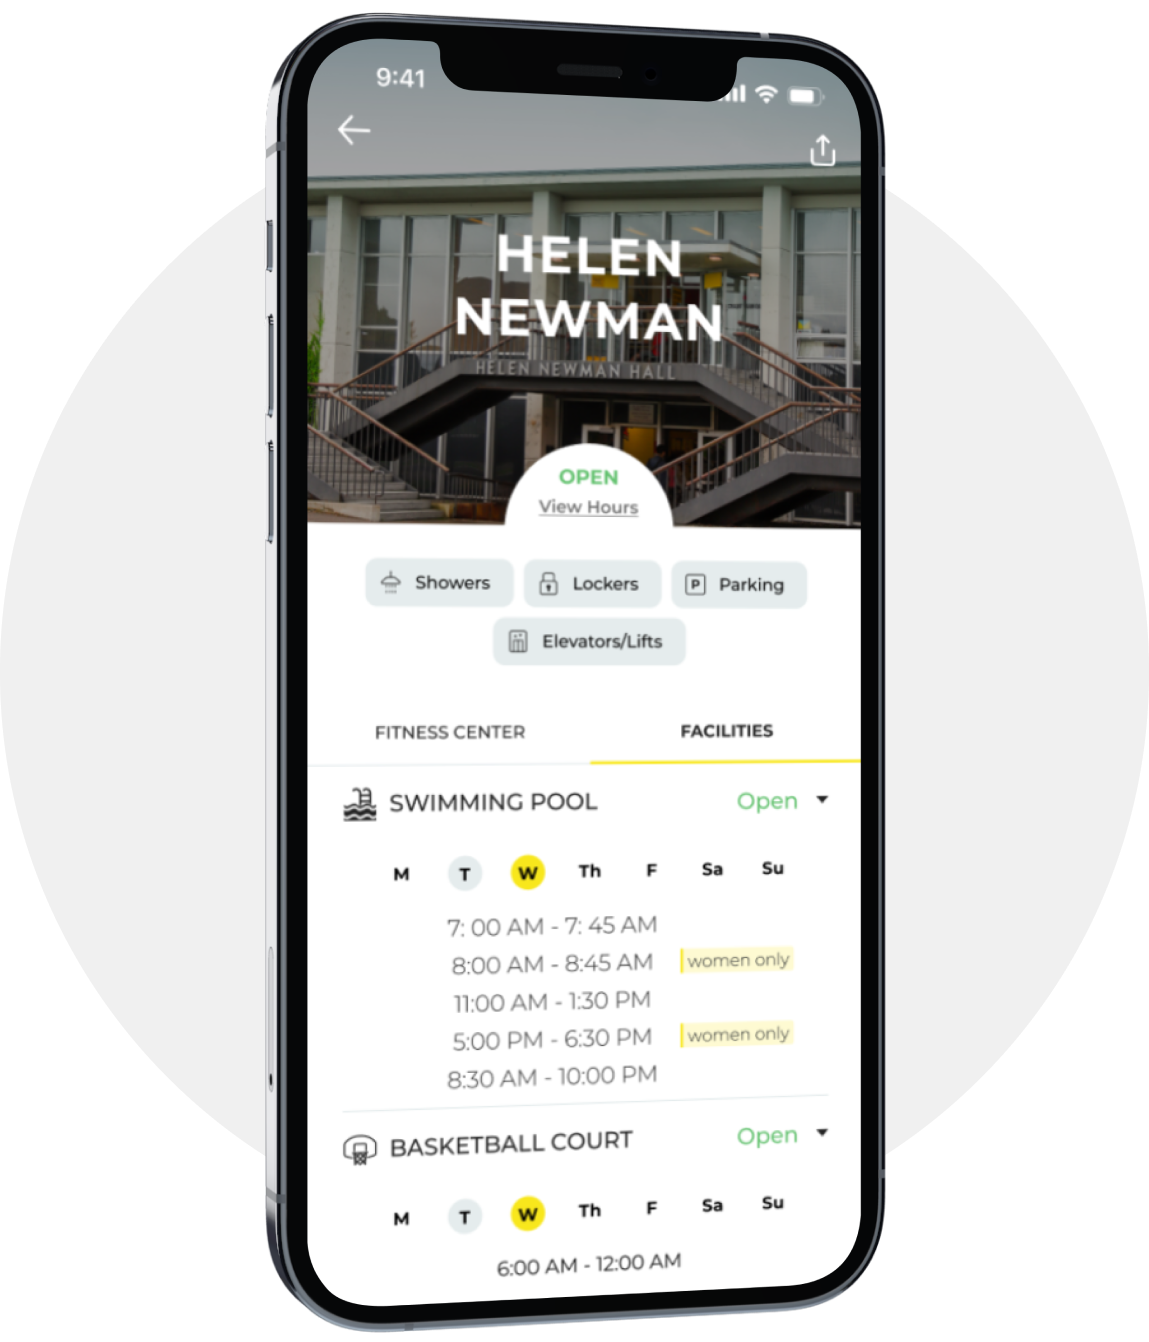 9:41
HELEN
NEWMAN
HELEN NEWMAN HALL
OPEN
View Hours
Showers
Lockers
P Parking
Elevators/Lifts
FITNESS CENTER
FACILITIES
SWIMMING POOL Open
M T W Th F Sa Su
7: 00 AM - 7: 45 AM
8:00 AM - 8:45 AM women only
11:00 AM - 1:30 PM
5:00 PM - 6:30 PM women only
8:30 AM - 10:00 PM
BASKETBALL COURT Open
M T W Th F Sa Su
6:00 AM - 12:00 AM